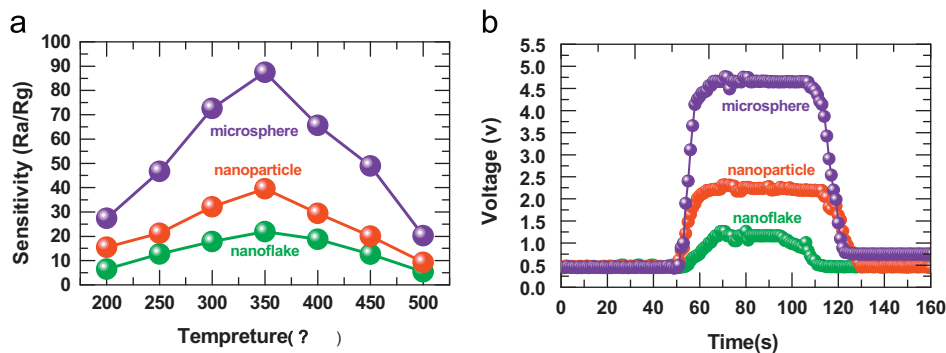 a
Sensitivity (Ra/Rg)
100
90
80
70
60
50
40
30
20
10
0
microsphere
nanoparticle
nanoflake
200 250 300 350 400 450 500
Tempreture(? )
b
Voltage (v)
5.5
5.0
4.5
4.0
3.5
3.0
2.5
2.0
1.5
1.0
0.5
0.0
microsphere
nanoparticle
nanoflake
0 20 40 60 80 100 120 140 160
Time(s)